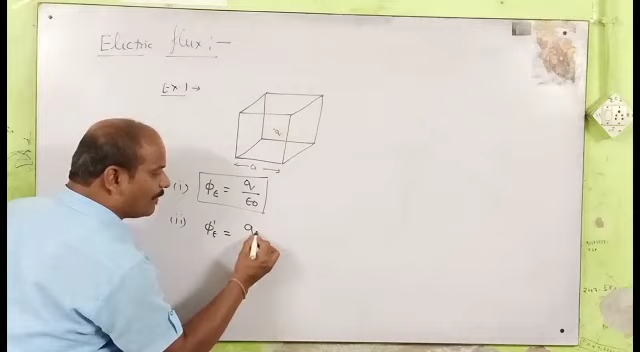 Electric flux :-
Ex 1 →
q
a
(i) ϕE = q/ε0
(ii) ϕ'E = q